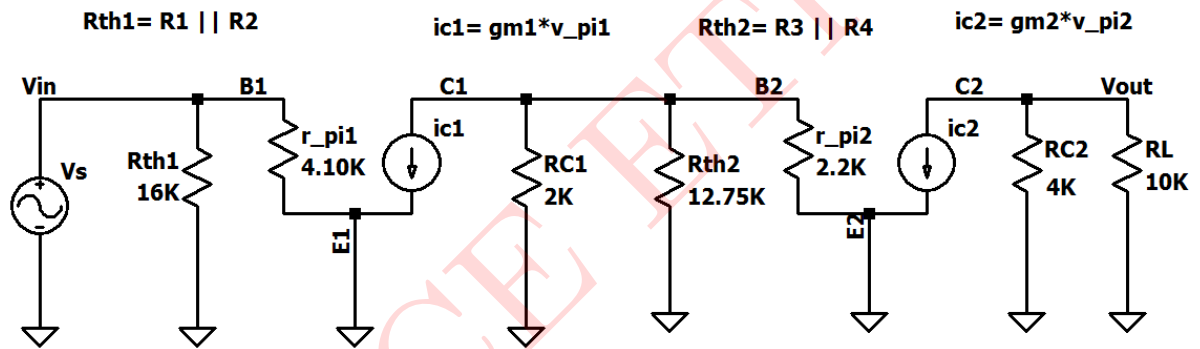 Rth1= R1 || R2
ic1= gm1*v_pi1
Rth2= R3 || R4
ic2= gm2*v_pi2
Vin
B1
C1
B2
C2
Vout
Vs
Rth1
16K
r_pi1
4.10K
ic1
RC1
2K
Rth2
12.75K
r_pi2
2.2K
ic2
RC2
4K
RL
10K
E1
E2
CE ET